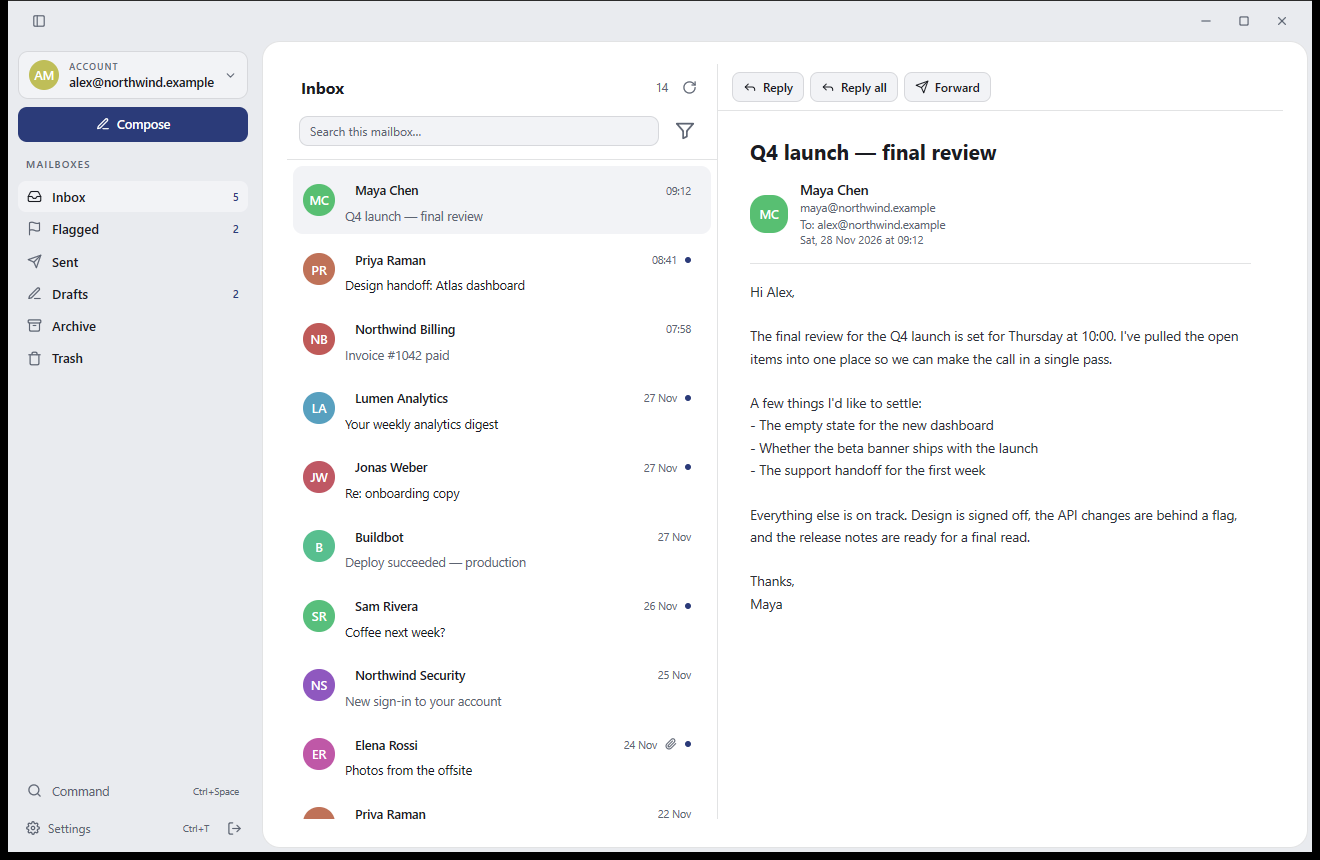 AM
ACCOUNT
alex@northwind.example
Compose
MAILBOXES
Inbox 5
Flagged 2
Sent
Drafts 2
Archive
Trash
Command Ctrl+Space
Settings Ctrl+T
Inbox 14
Search this mailbox...
MC Maya Chen 09:12
Q4 launch — final review
PR Priya Raman 08:41
Design handoff: Atlas dashboard
NB Northwind Billing 07:58
Invoice #1042 paid
LA Lumen Analytics 27 Nov
Your weekly analytics digest
JW Jonas Weber 27 Nov
Re: onboarding copy
B Buildbot 27 Nov
Deploy succeeded — production
SR Sam Rivera 26 Nov
Coffee next week?
NS Northwind Security 25 Nov
New sign-in to your account
ER Elena Rossi 24 Nov
Photos from the offsite
Priya Raman 22 Nov
Reply Reply all Forward
Q4 launch — final review
MC
Maya Chen
maya@northwind.example
To: alex@northwind.example
Sat, 28 Nov 2026 at 09:12
Hi Alex,
The final review for the Q4 launch is set for Thursday at 10:00. I've pulled the open
items into one place so we can make the call in a single pass.
A few things I'd like to settle:
- The empty state for the new dashboard
- Whether the beta banner ships with the launch
- The support handoff for the first week
Everything else is on track. Design is signed off, the API changes are behind a flag,
and the release notes are ready for a final read.
Thanks,
Maya